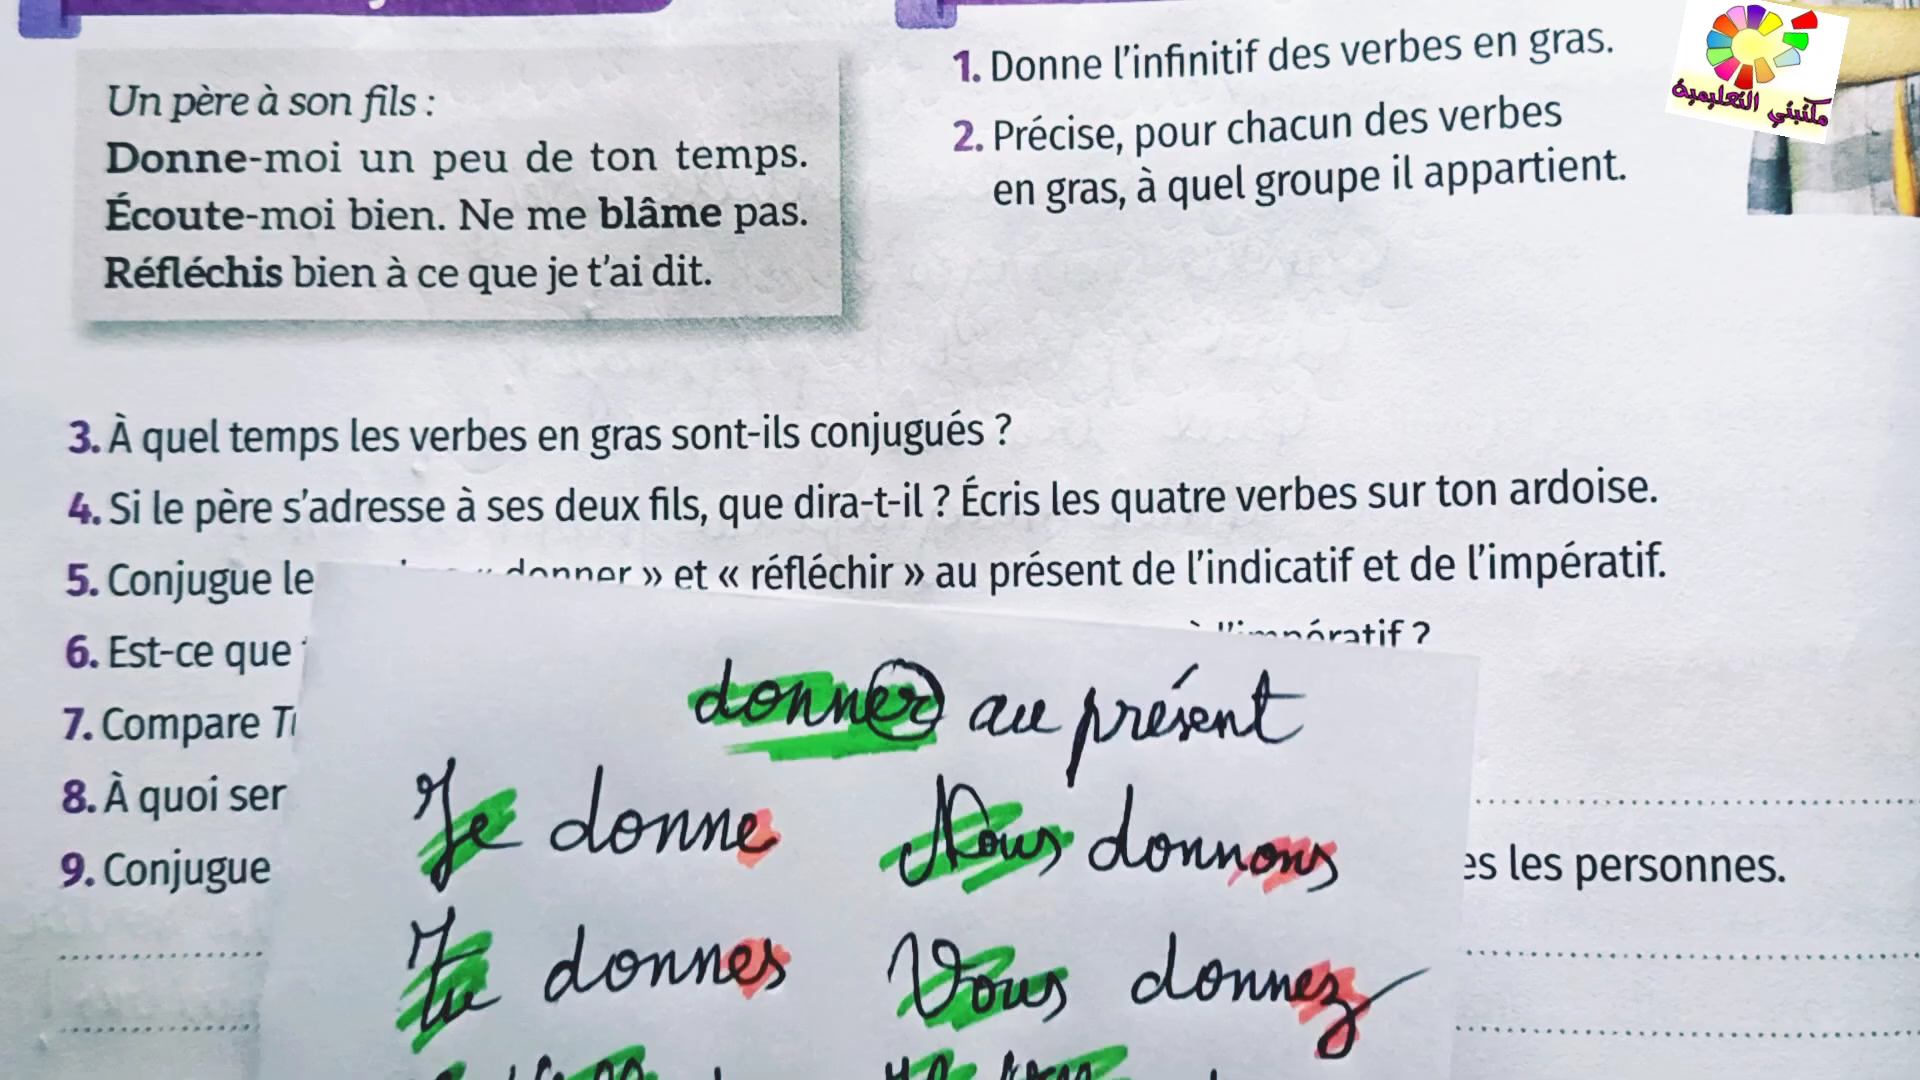 Un père à son fils :
Donne-moi un peu de ton temps.
Écoute-moi bien. Ne me blâme pas.
Réfléchis bien à ce que je t'ai dit.
1. Donne l'infinitif des verbes en gras.
2. Précise, pour chacun des verbes
en gras, à quel groupe il appartient.
مكتبتي التعليمية
3. À quel temps les verbes en gras sont-ils conjugués ?
4. Si le père s'adresse à ses deux fils, que dira-t-il ? Écris les quatre verbes sur ton ardoise.
5. Conjugue le « donner » et « réfléchir » au présent de l'indicatif et de l'impératif.
6. Est-ce que l'impératif ?
7. Compare
8. À quoi ser
9. Conjugue es les personnes.
donner au présent
Je donne Nous donnons
Tu donnes Vous donnez